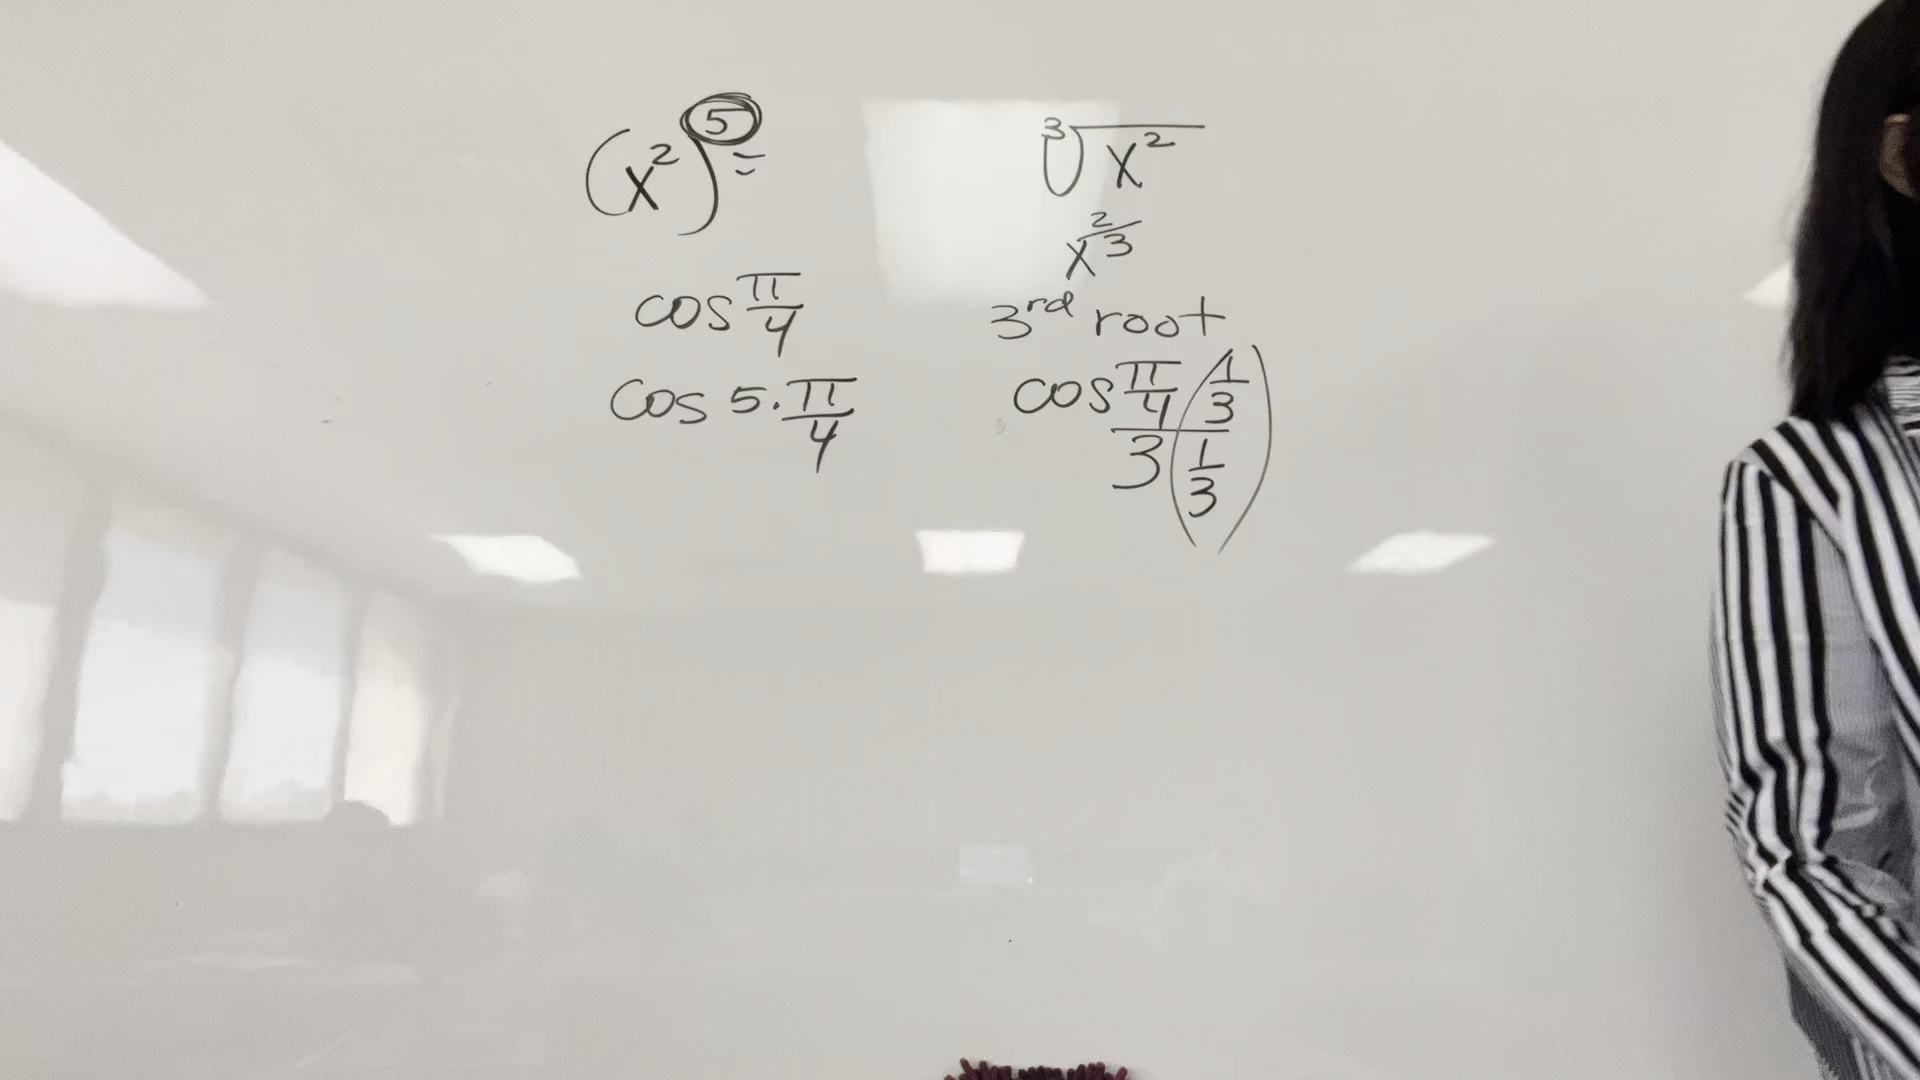 (x²)⁵ =
cos π/4
cos 5·π/4
∛x²
x^2/3
3rd root
cos π/4 (1/3)
3 (1/3)